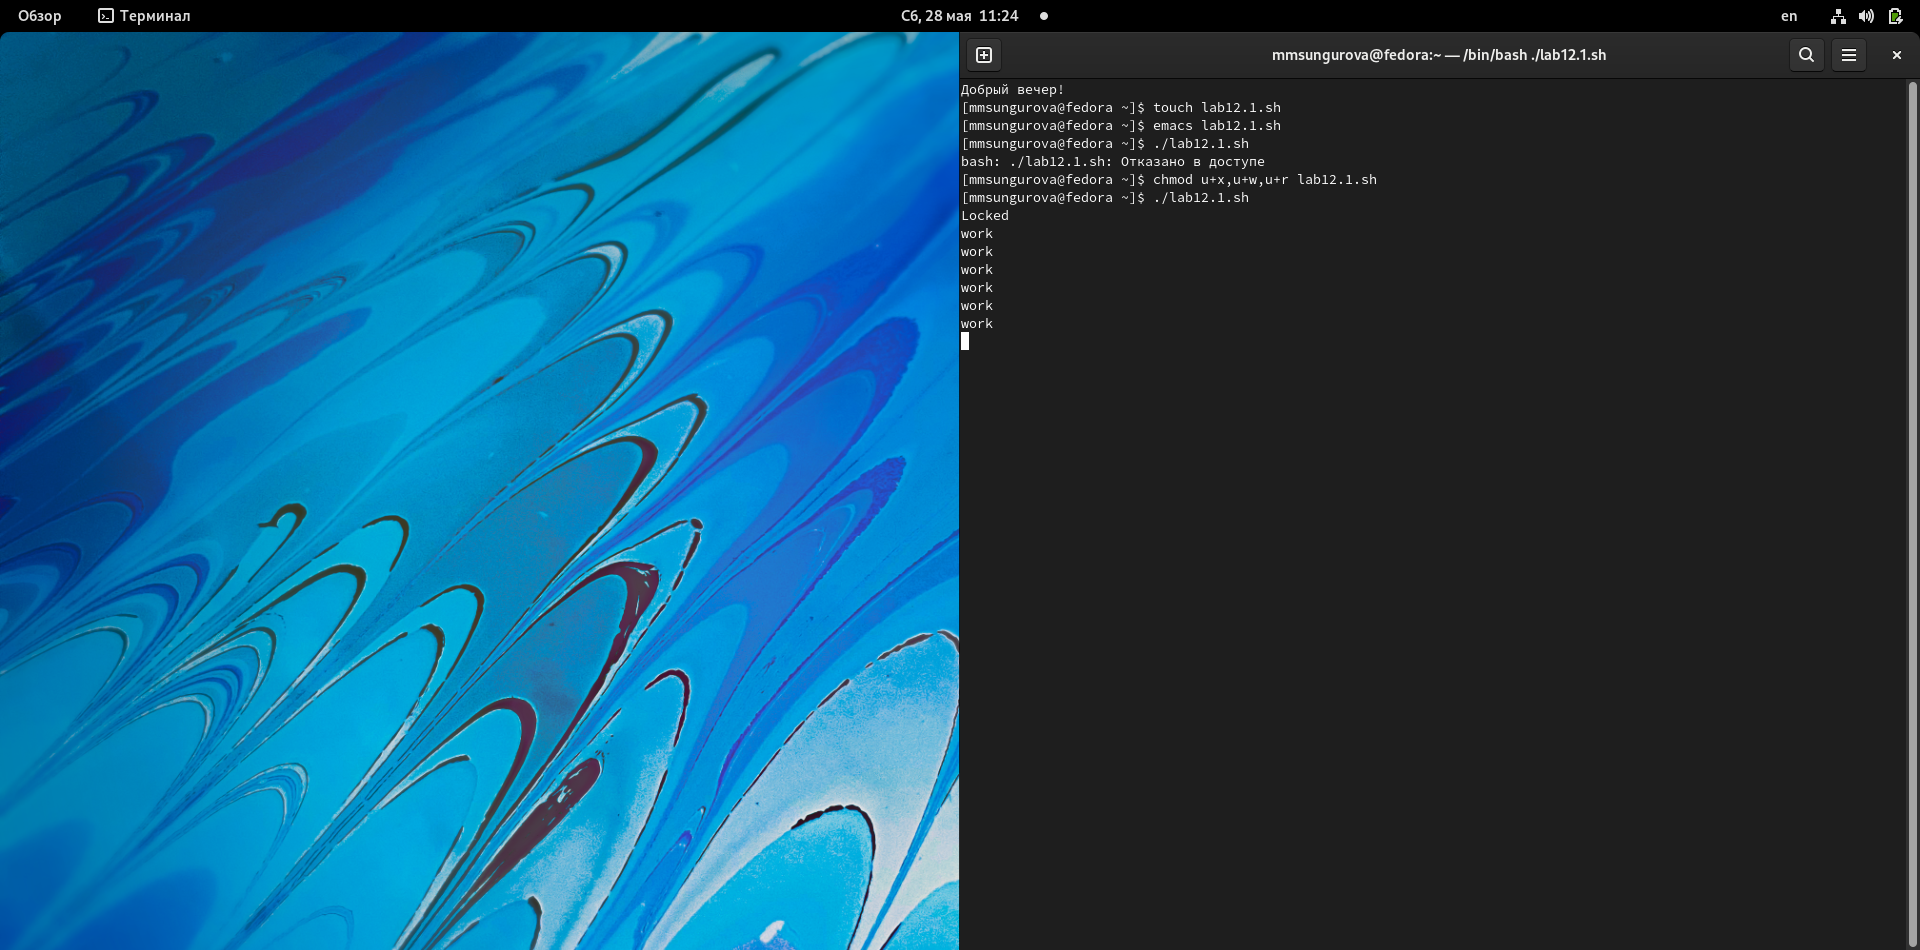 Обзор
Терминал
Сб, 28 мая 11:24
en
mmsungurova@fedora:~ — /bin/bash ./lab12.1.sh
Добрый вечер!
[mmsungurova@fedora ~]$ touch lab12.1.sh
[mmsungurova@fedora ~]$ emacs lab12.1.sh
[mmsungurova@fedora ~]$ ./lab12.1.sh
bash: ./lab12.1.sh: Отказано в доступе
[mmsungurova@fedora ~]$ chmod u+x,u+w,u+r lab12.1.sh
[mmsungurova@fedora ~]$ ./lab12.1.sh
Locked
work
work
work
work
work
work